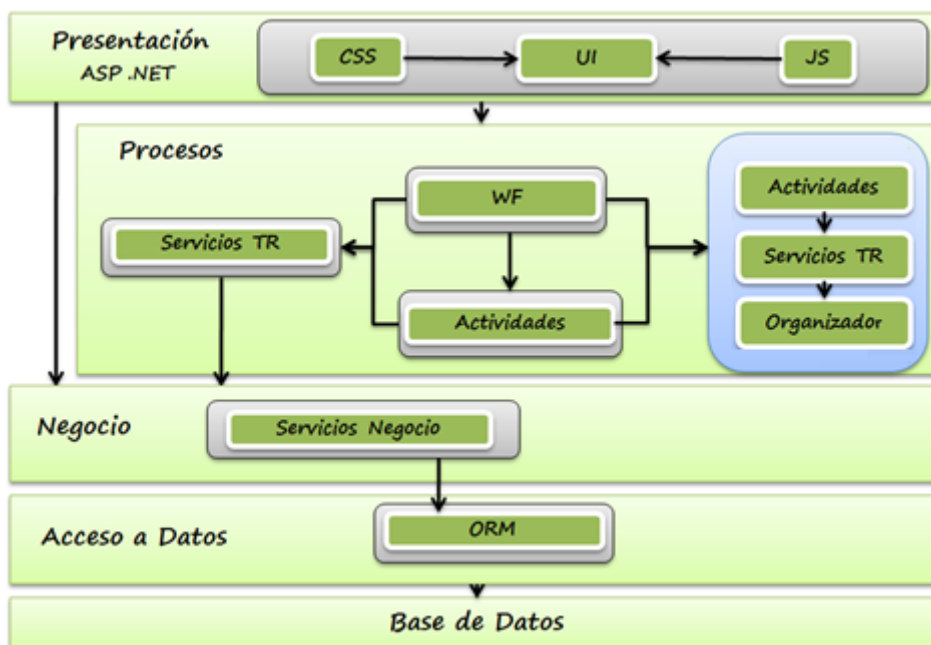 Presentación
ASP .NET
CSS
UI
JS
Procesos
WF
Servicios TR
Actividades
Actividades
Servicios TR
Organizador
Negocio
Servicios Negocio
Acceso a Datos
ORM
Base de Datos